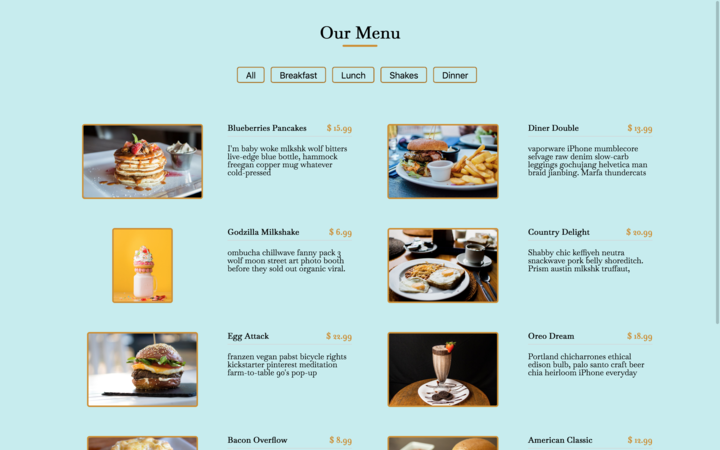 Our Menu
All Breakfast Lunch Shakes Dinner
Blueberries Pancakes $ 15.99
I'm baby woke mlkshk wolf bitters
live-edge blue bottle, hammock
freegan copper mug whatever
cold-pressed
Diner Double $ 13.99
vaporware iPhone mumblecore
selvage raw denim slow-carb
leggings gochujang helvetica man
braid jianbing. Marfa thundercats
Godzilla Milkshake $ 6.99
ombucha chillwave fanny pack 3
wolf moon street art photo booth
before they sold out organic viral.
Country Delight $ 20.99
Shabby chic keffiyeh neutra
snackwave pork belly shoreditch.
Prism austin mlkshk truffaut,
Egg Attack $ 22.99
franzen vegan pabst bicycle rights
kickstarter pinterest meditation
farm-to-table 90's pop-up
Oreo Dream $ 18.99
Portland chicharrones ethical
edison bulb, palo santo craft beer
chia heirloom iPhone everyday
Bacon Overflow $ 8.99
American Classic $ 12.99